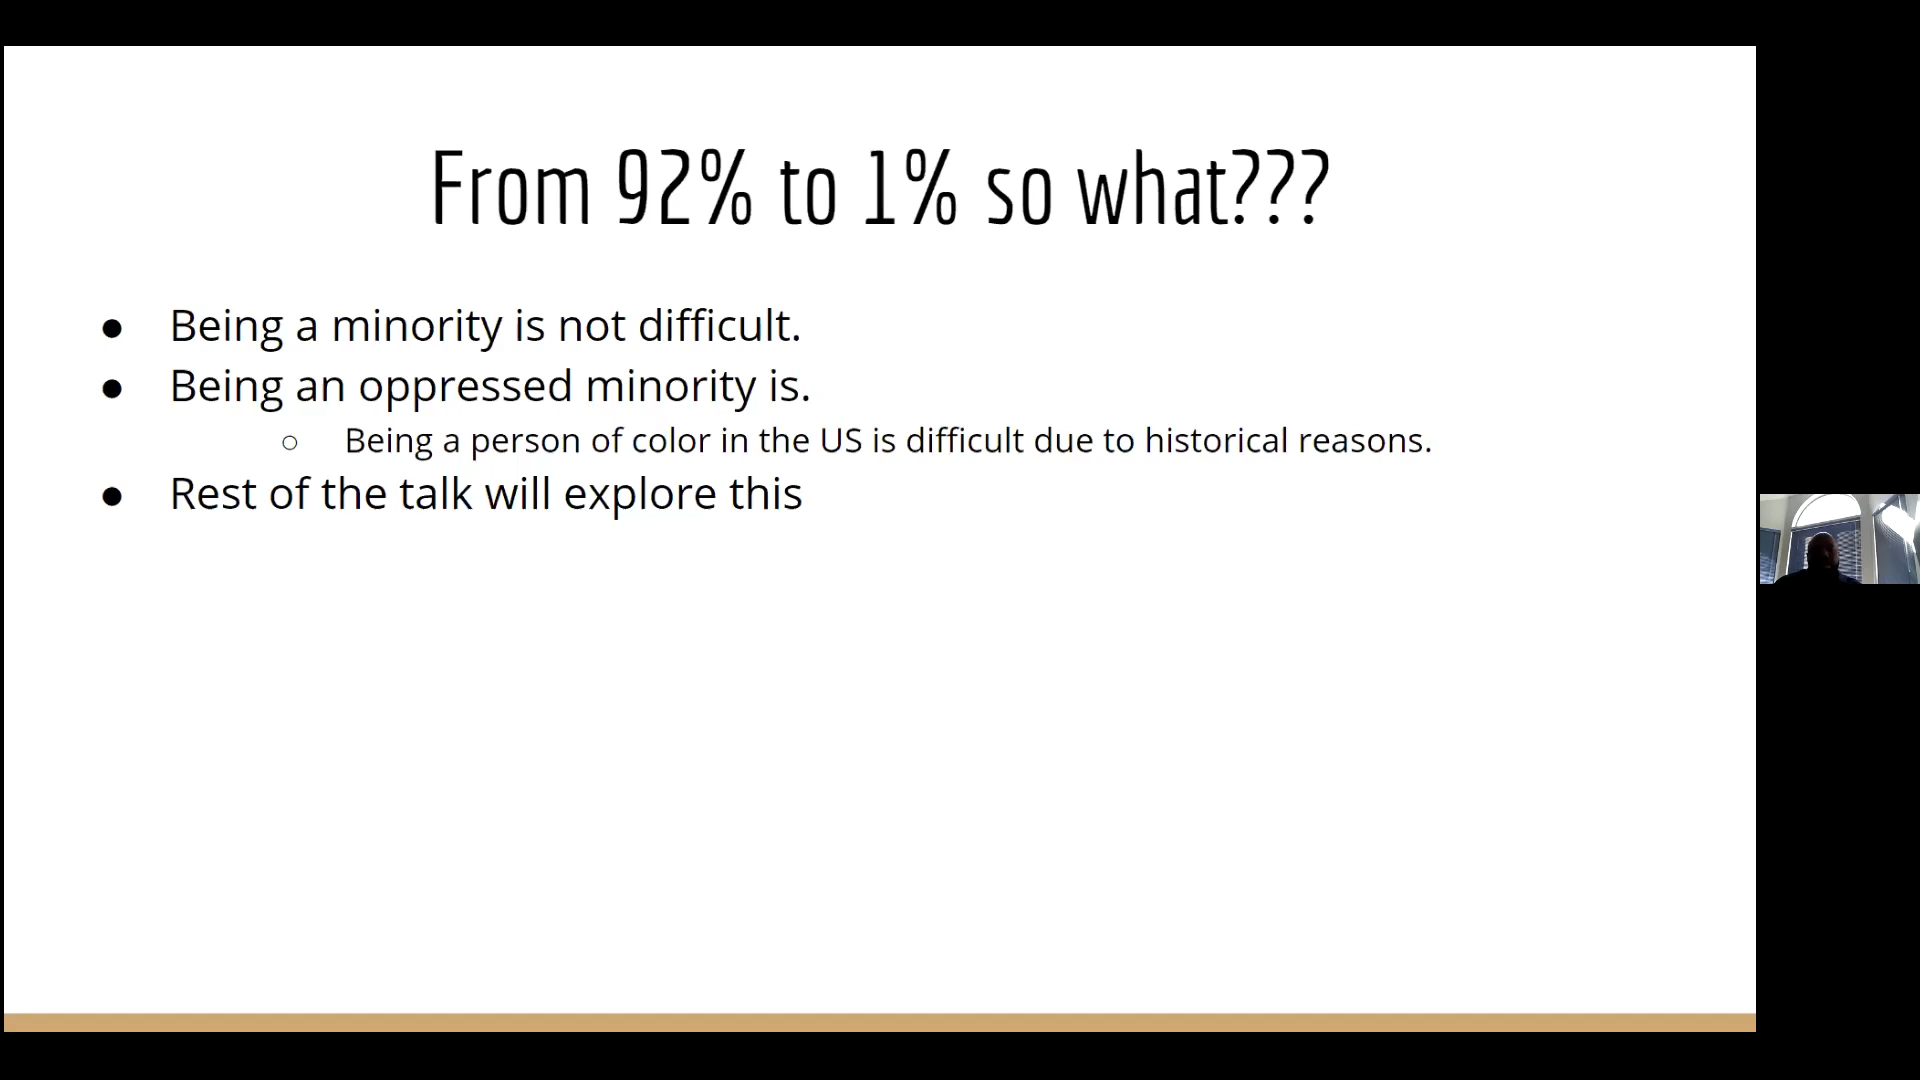 From 92% to 1% so what???
● Being a minority is not difficult.
● Being an oppressed minority is.
○ Being a person of color in the US is difficult due to historical reasons.
● Rest of the talk will explore this